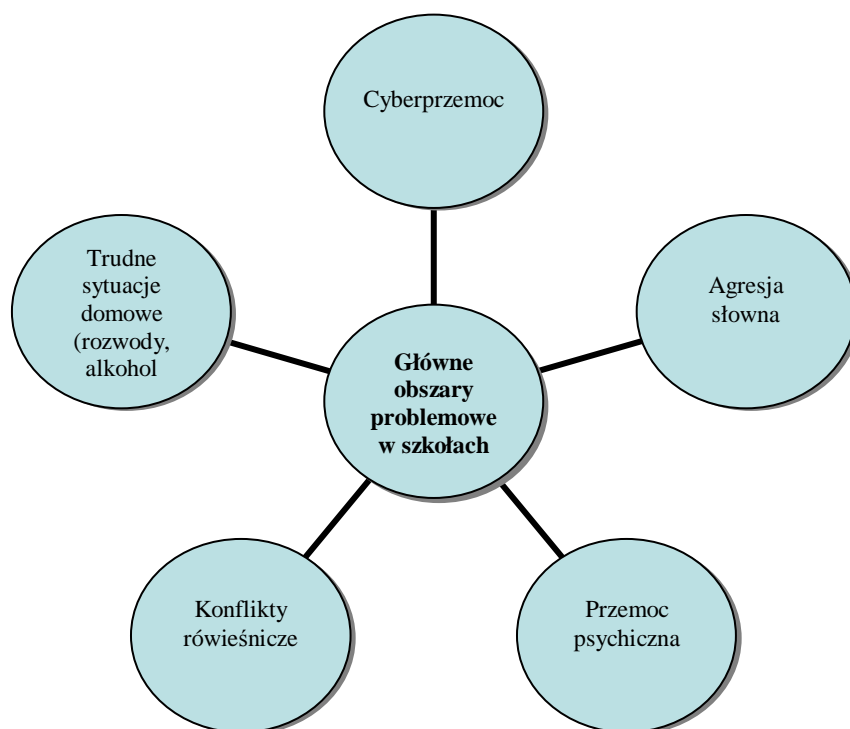 Cyberprzemoc
Trudne
sytuacje
domowe
(rozwody,
alkohol
Agresja
słowna
Główne
obszary
problemowe
w szkołach
Konflikty
rówieśnicze
Przemoc
psychiczna